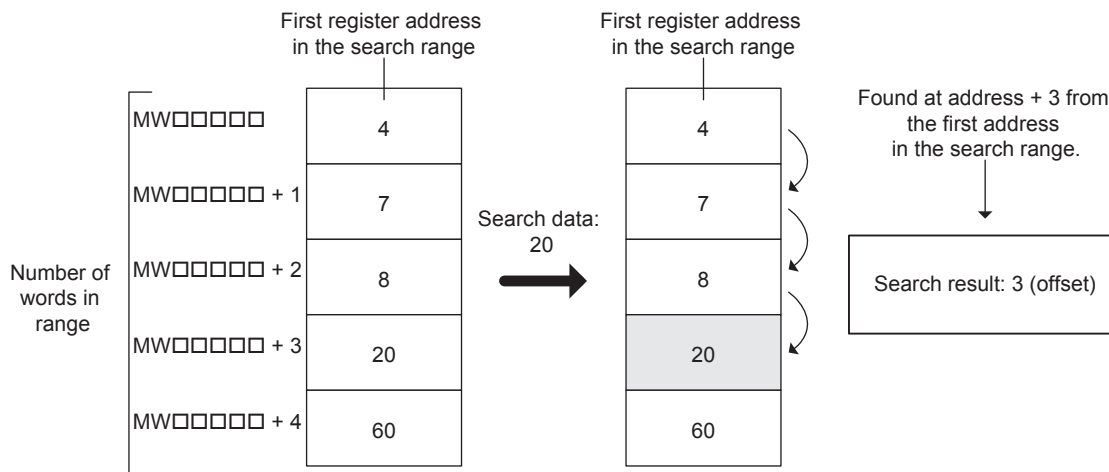 First register address
in the search range
First register address
in the search range
Found at address + 3 from
the first address
in the search range.
MW□□□□□
4
4
MW□□□□□ + 1
7
7
Search data:
20
MW□□□□□ + 2
8
8
Number of
words in
range
Search result: 3 (offset)
MW□□□□□ + 3
20
20
MW□□□□□ + 4
60
60